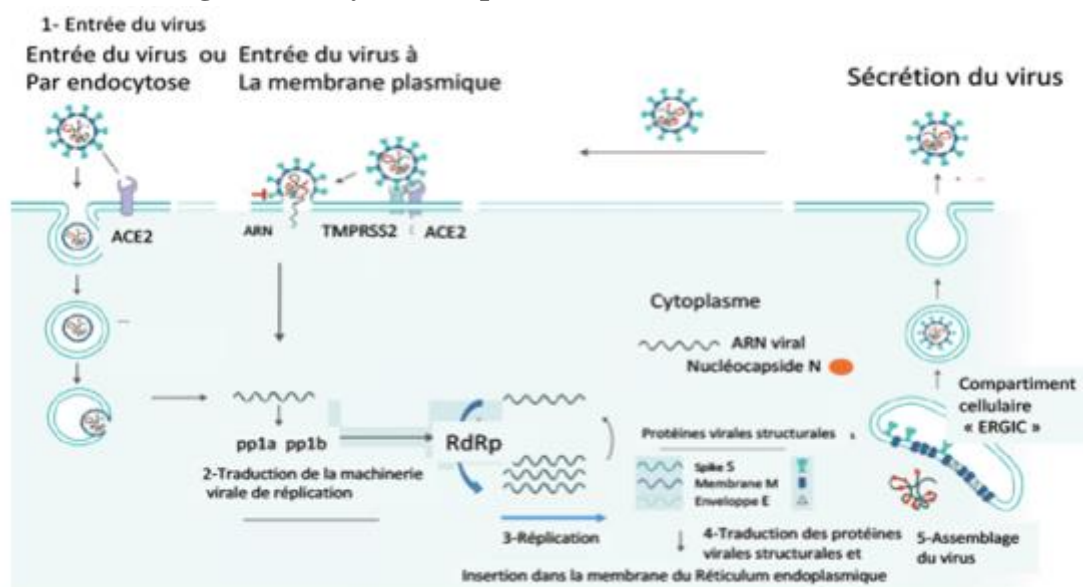 1- Entrée du virus
Entrée du virus ou
Par endocytose
Entrée du virus à
La membrane plasmique
Sécrétion du virus
ACE2
ARN
TMPRSS2
ACE2
Cytoplasme
ARN viral
Nucléocapside N
Compartiment
cellulaire
« ERGIC »
pp1a pp1b
RdRp
Protéines virales structurales
Spike S
Membrane M
Enveloppe E
2-Traduction de la machinerie
virale de réplication
3-Réplication
4-Traduction des protéines
virales structurales et
Insertion dans la membrane du Réticulum endoplasmique
5-Assemblage
du virus